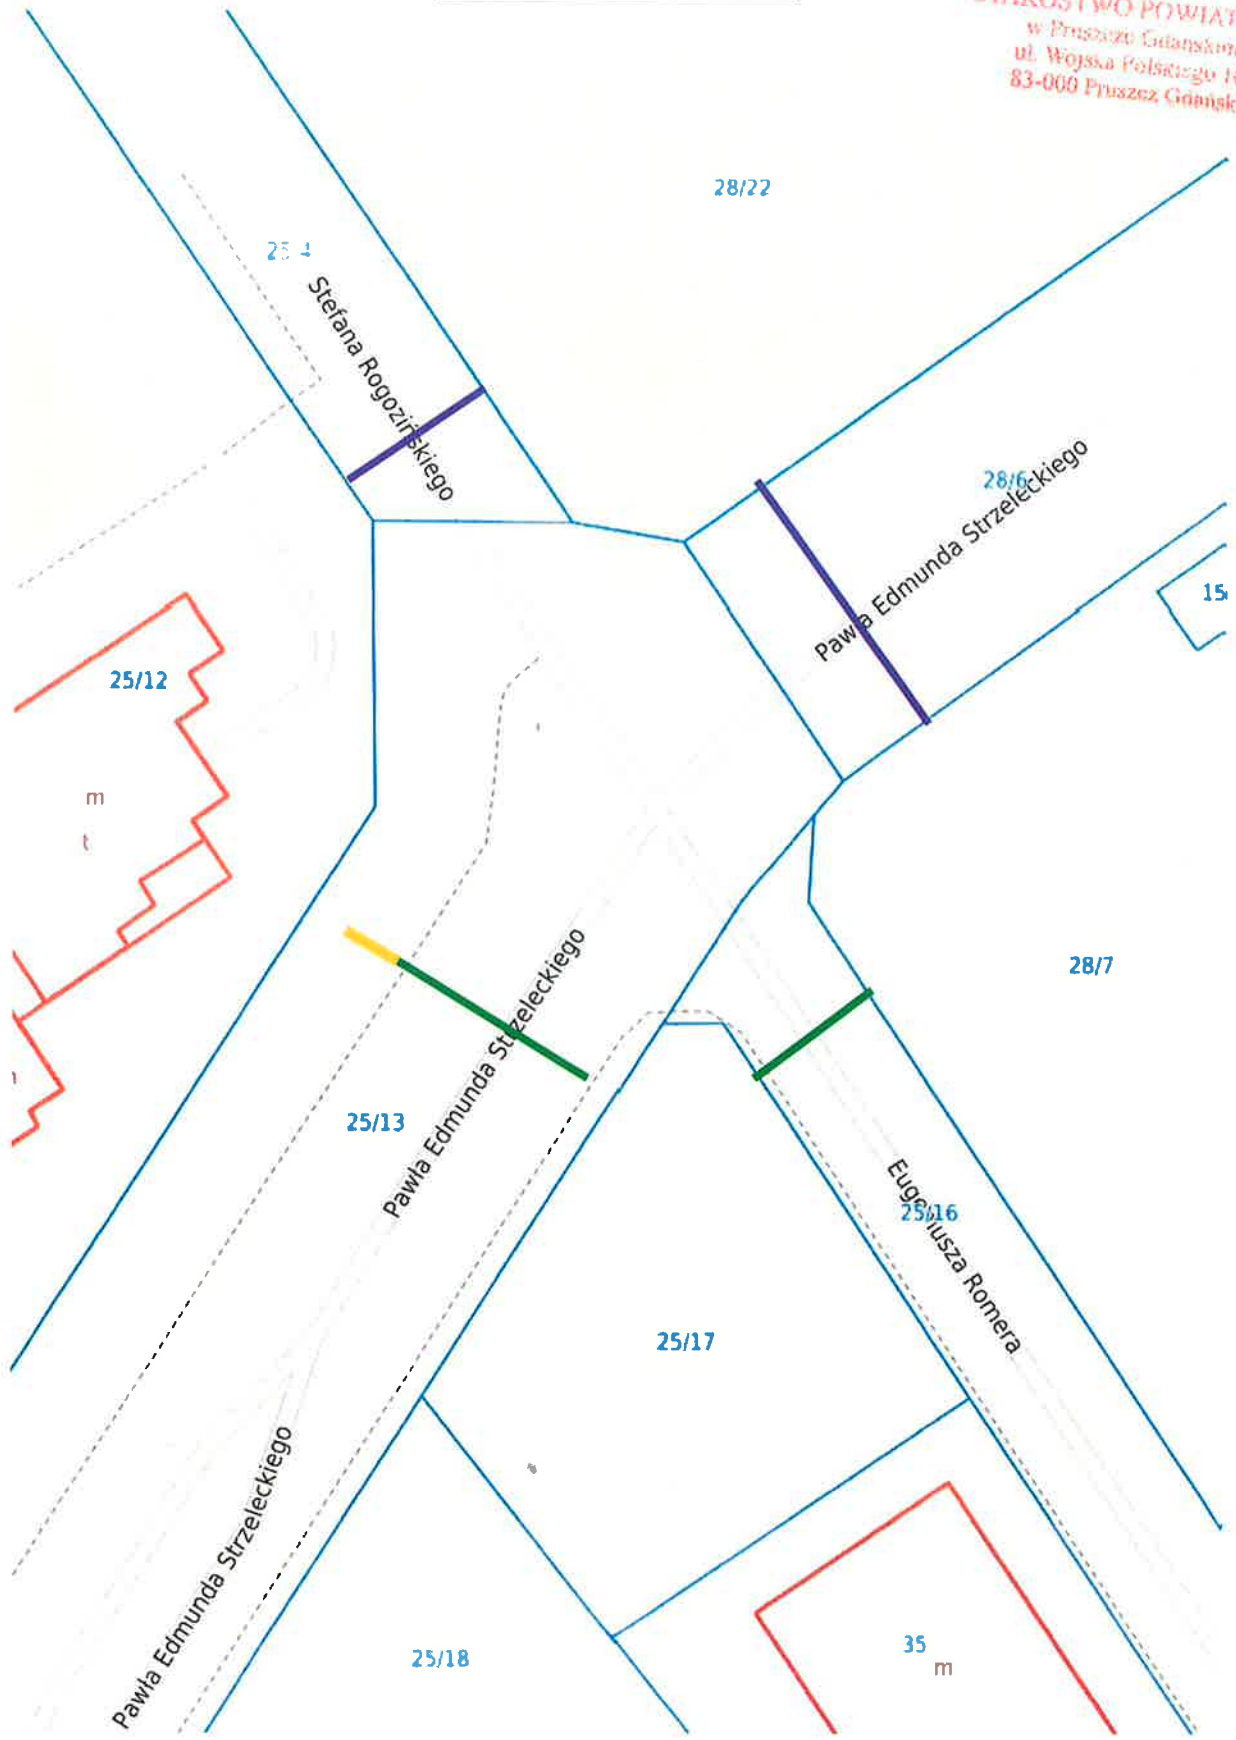 w Pruszczu Gdańskim
ul. Wojska Polskiego
83-000 Pruszcz Gdańsk
28/22
Stefana Rogozińskiego
28/6
Pawła Edmunda Strzeleckiego
25/12
m
t
28/7
Pawła Edmunda Strzeleckiego
25/13
25/16
Eugeniusza Romera
25/17
Pawła Edmunda Strzeleckiego
25/18
35
m